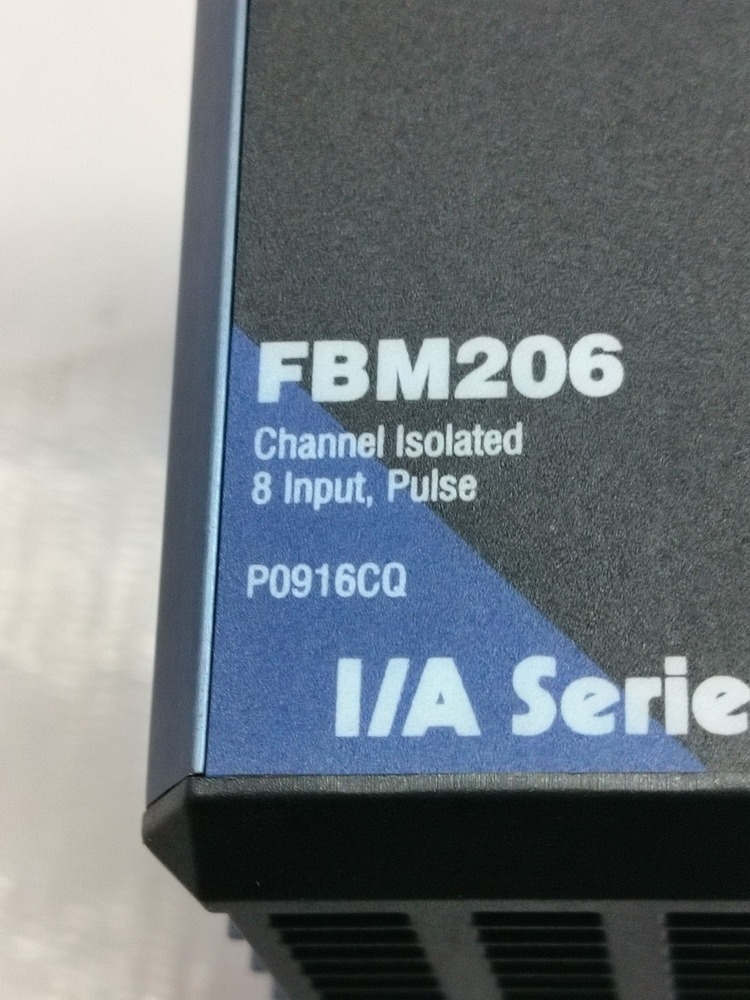 FBM206
Channel Isolated
8 Input, Pulse
P0916CQ
I/A Serie